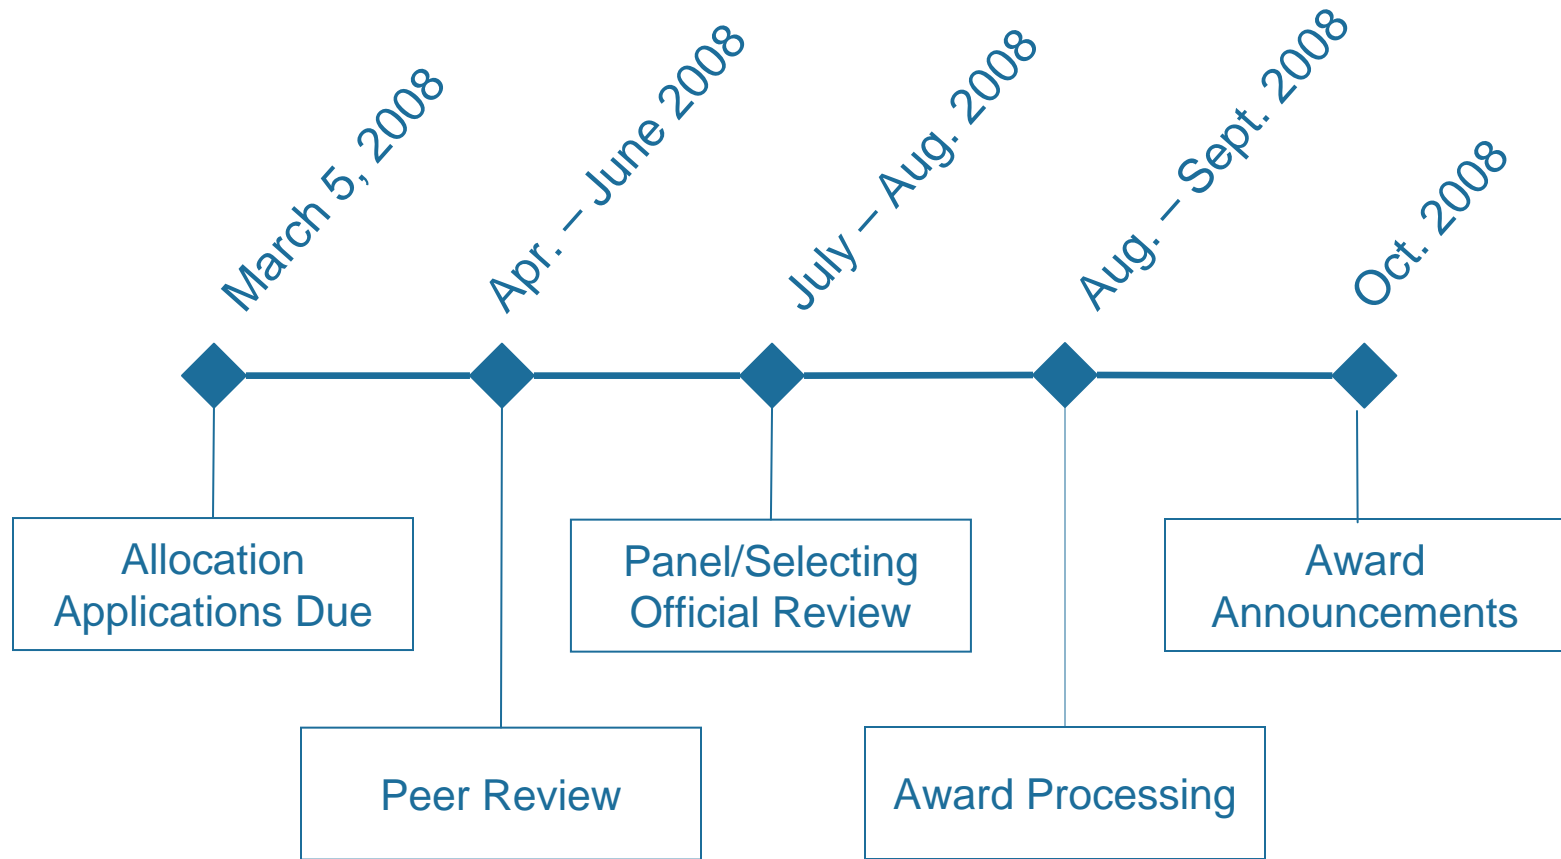 March 5, 2008
Apr. – June 2008
July – Aug. 2008
Aug. – Sept. 2008
Oct. 2008
Allocation
Applications Due
Panel/Selecting
Official Review
Award
Announcements
Peer Review
Award Processing